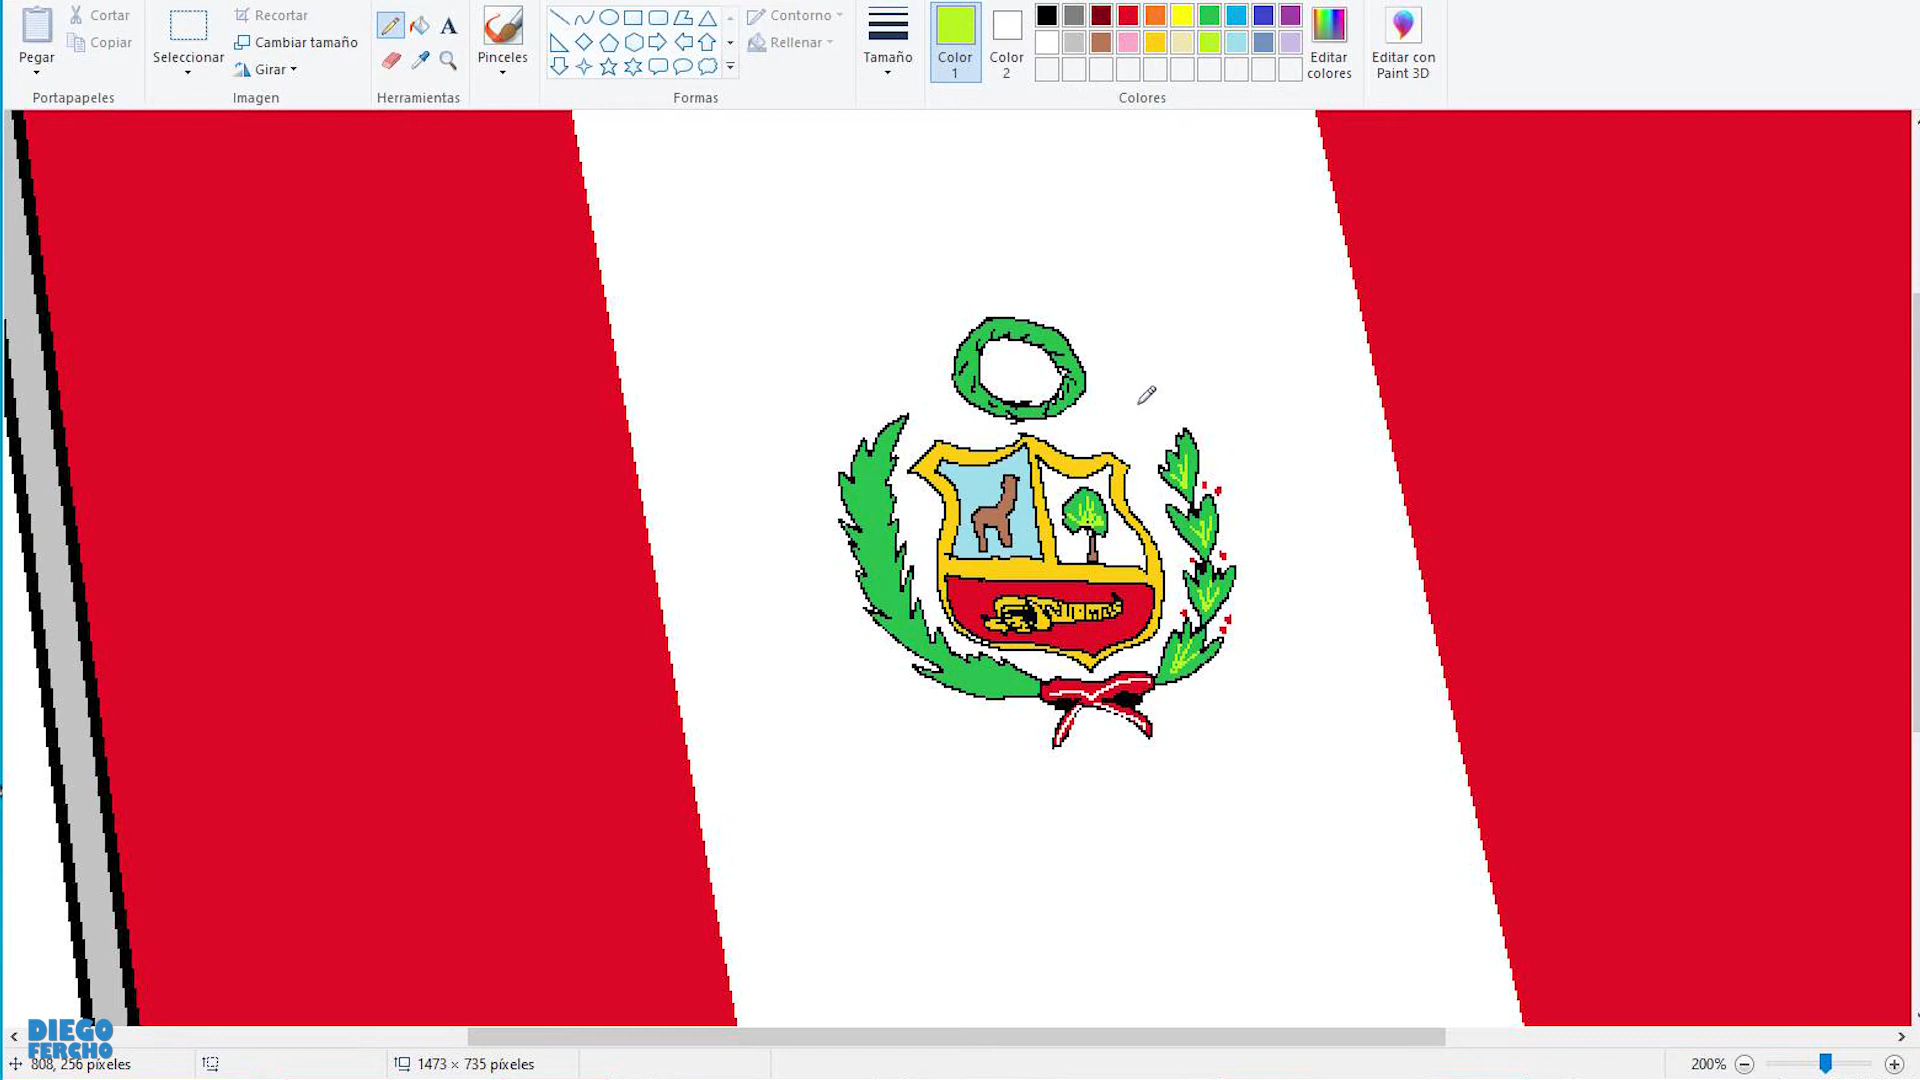 Pegar
Cortar
Copiar
Portapapeles
Seleccionar
Recortar
Cambiar tamaño
Girar
Imagen
A
Herramientas
Pinceles
Formas
Contorno
Rellenar
Tamaño
Color
1
Color
2
Colores
Editar
colores
Editar con
Paint 3D
DIEGO
FERCHO
808, 256 píxeles
1473 × 735 píxeles
200%